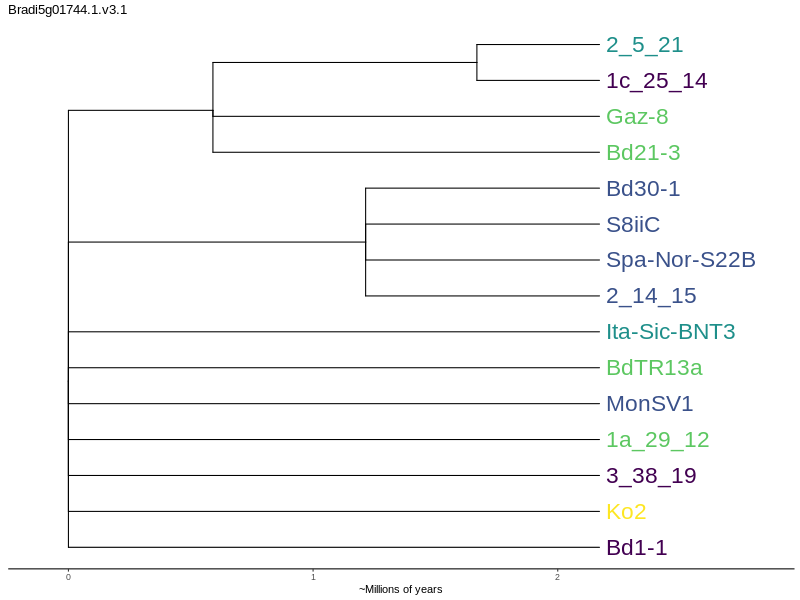 Bradi5g01744.1.v3.1
2_5_21
1c_25_14
Gaz-8
Bd21-3
Bd30-1
S8iiC
Spa-Nor-S22B
2_14_15
Ita-Sic-BNT3
BdTR13a
MonSV1
1a_29_12
3_38_19
Ko2
Bd1-1
0 1 2
~Millions of years